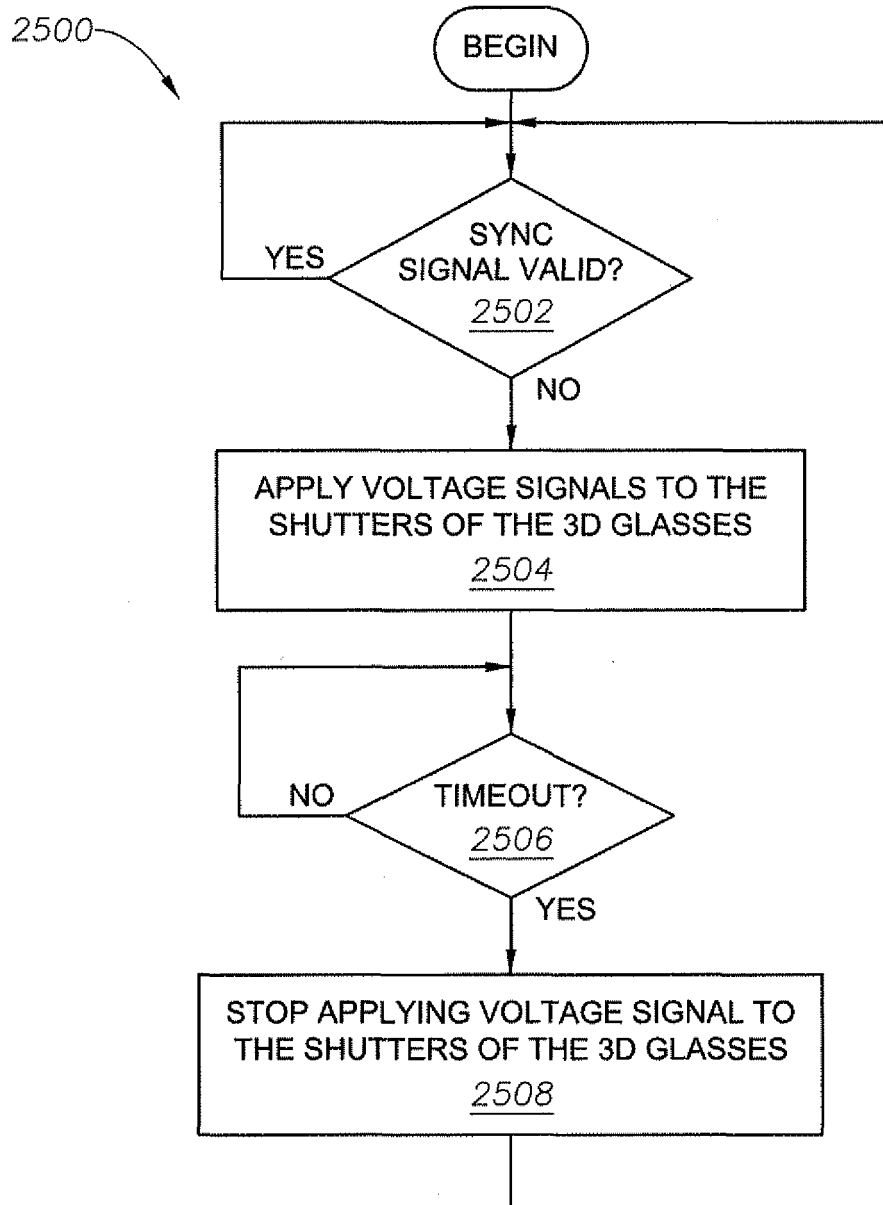 2500
BEGIN
SYNC
SIGNAL VALID?
2502
YES
NO
APPLY VOLTAGE SIGNALS TO THE
SHUTTERS OF THE 3D GLASSES
2504
TIMEOUT?
2506
NO
YES
STOP APPLYING VOLTAGE SIGNAL TO
THE SHUTTERS OF THE 3D GLASSES
2508